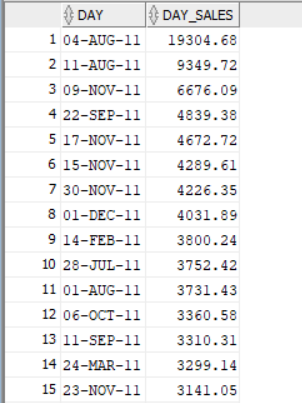 DAY DAY_SALES
1 04-AUG-11 19304.68
2 11-AUG-11 9349.72
3 09-NOV-11 6676.09
4 22-SEP-11 4839.38
5 17-NOV-11 4672.72
6 15-NOV-11 4289.61
7 30-NOV-11 4226.35
8 01-DEC-11 4031.89
9 14-FEB-11 3800.24
10 28-JUL-11 3752.42
11 01-AUG-11 3731.43
12 06-OCT-11 3360.58
13 11-SEP-11 3310.31
14 24-MAR-11 3299.14
15 23-NOV-11 3141.05